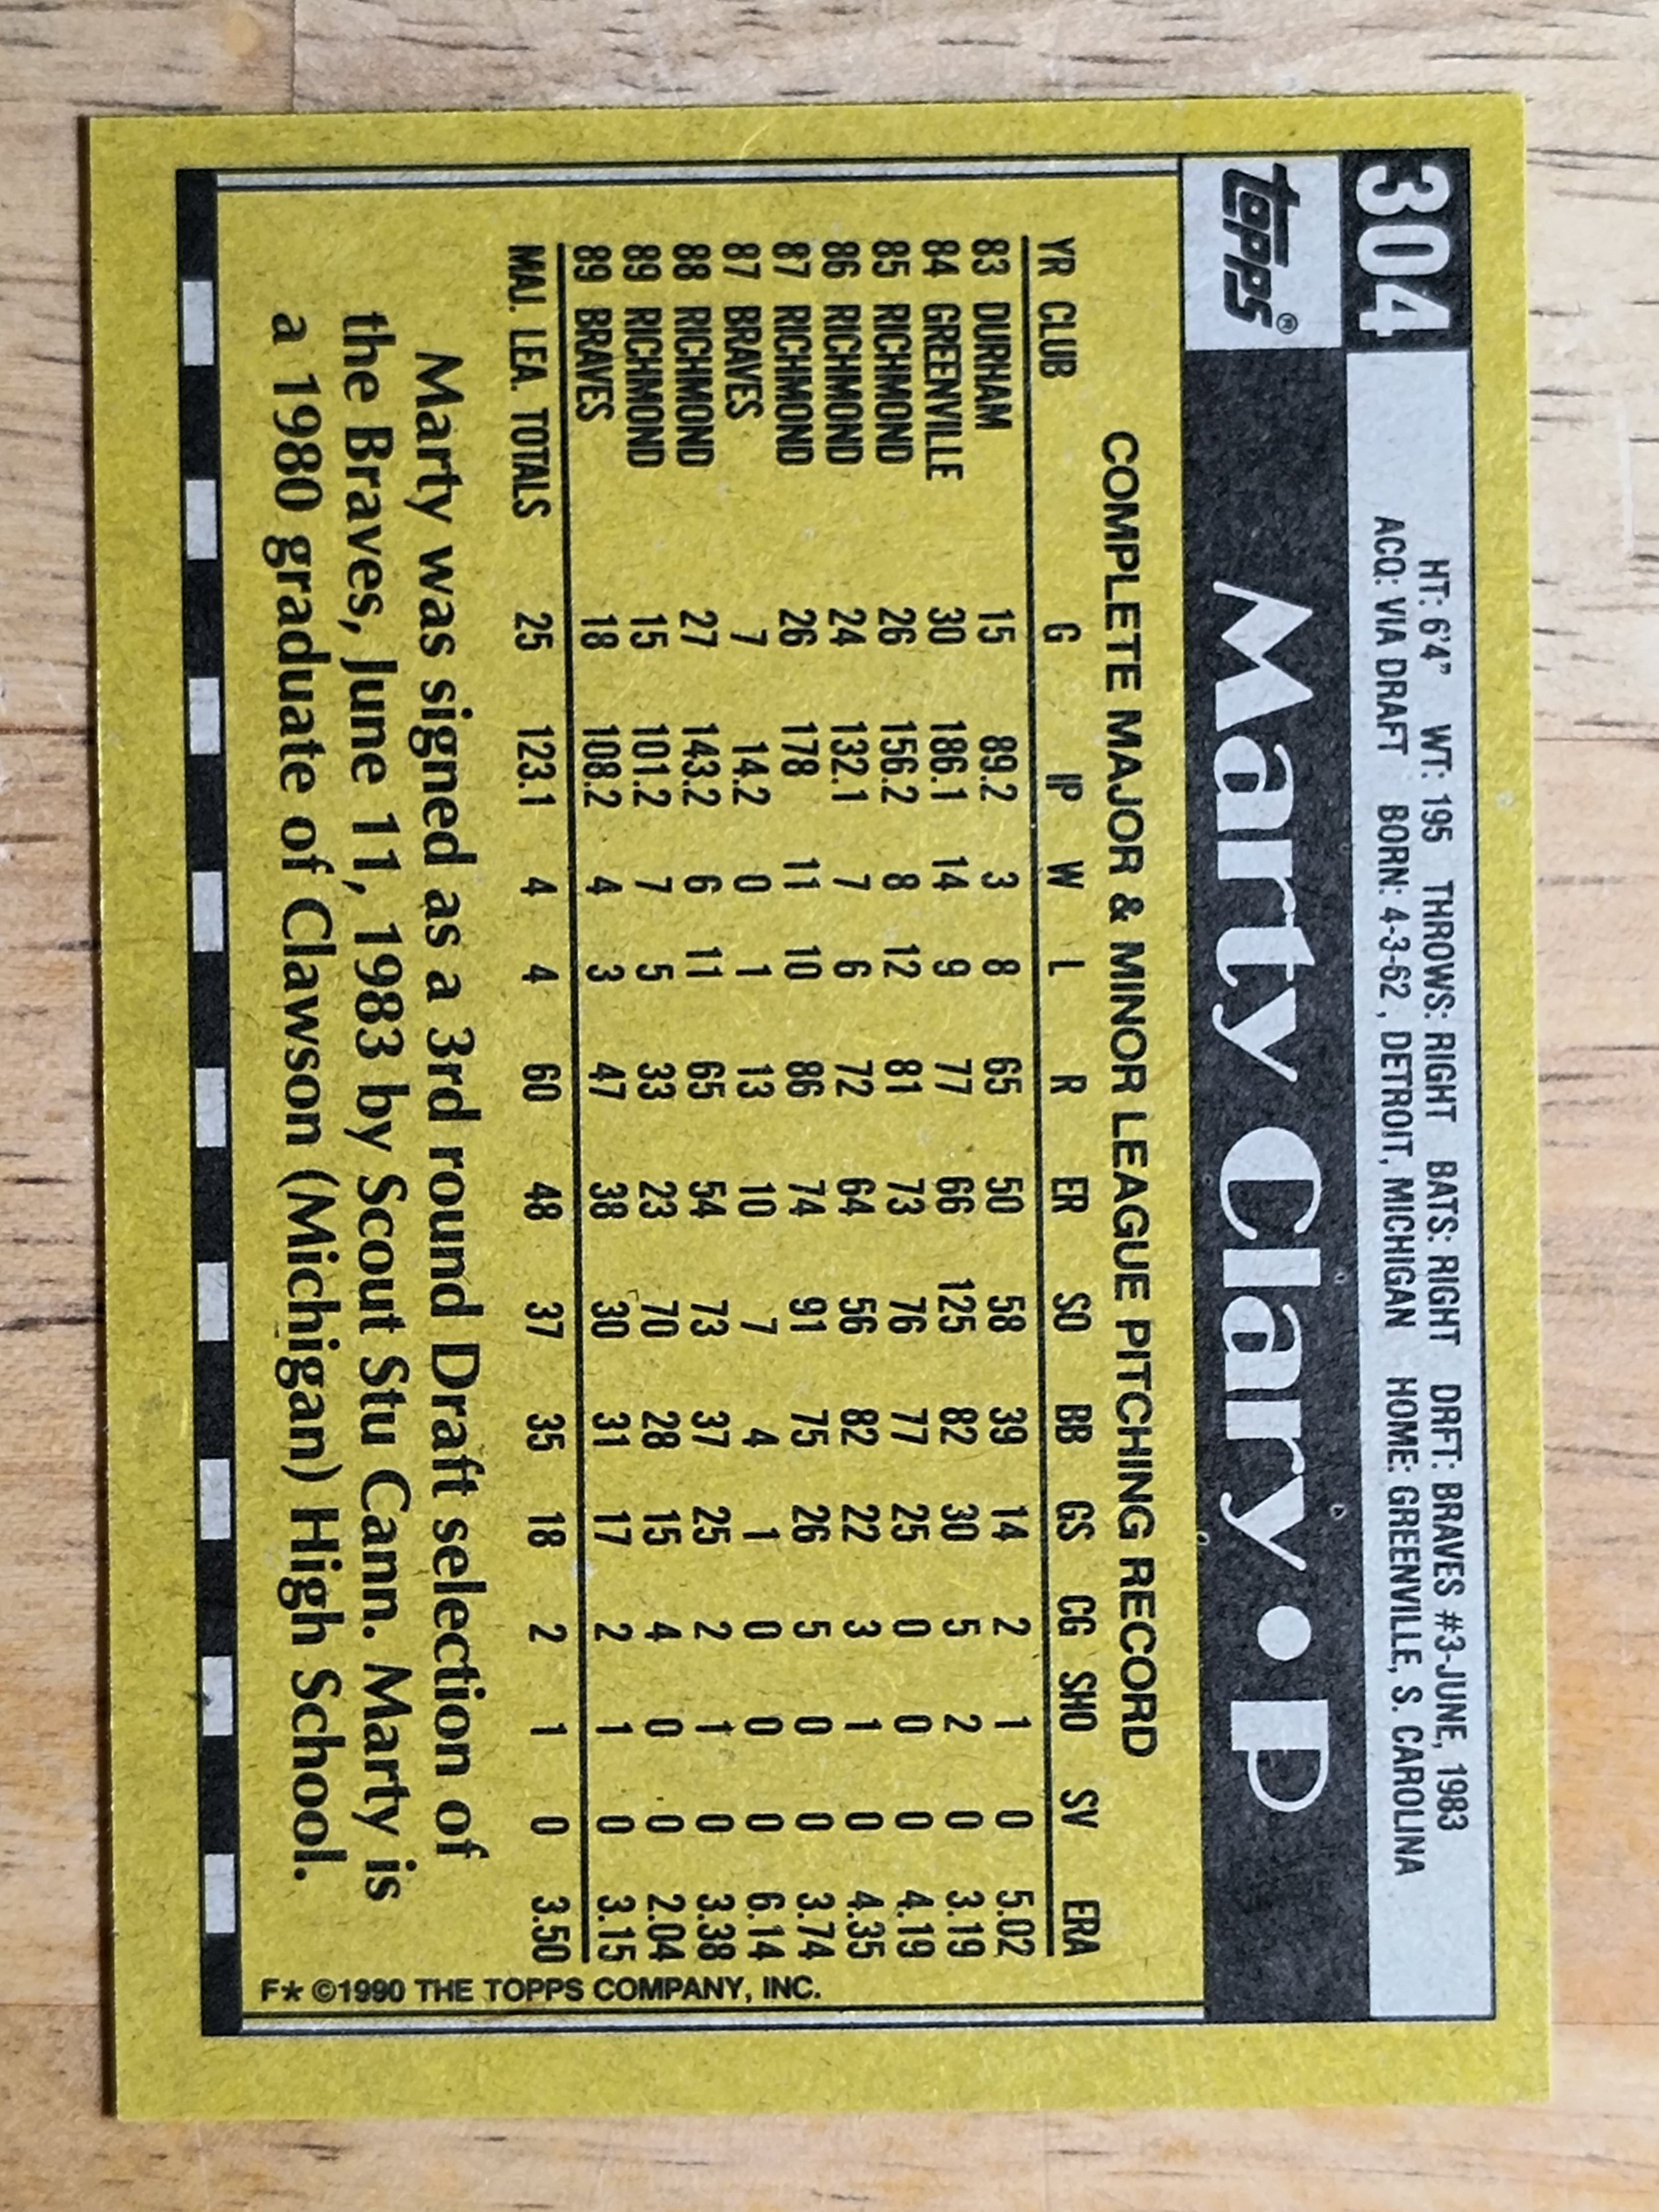 304
HT: 6'4" WT: 195 THROWS: RIGHT BATS: RIGHT DRFT: BRAVES #3-JUNE, 1983
ACQ: VIA DRAFT BORN: 4-3-62, DETROIT, MICHIGAN HOME: GREENVILLE, S. CAROLINA
topps®
Marty Clary • P
COMPLETE MAJOR & MINOR LEAGUE PITCHING RECORD
YR CLUB G IP W L R ER SO BB GS CG SHO SV ERA
83 DURHAM 15 89.2 3 8 65 50 58 39 14 2 1 0 5.02
84 GREENVILLE 30 186.1 14 9 77 66 125 82 30 5 2 0 3.19
85 RICHMOND 26 156.2 8 12 81 73 76 77 25 0 0 0 4.19
86 RICHMOND 24 132.1 7 6 72 64 56 82 22 3 1 0 4.35
87 RICHMOND 26 178 11 10 86 74 91 75 26 5 0 0 3.74
87 BRAVES 7 14.2 0 1 13 10 7 4 1 0 0 0 6.14
88 RICHMOND 27 143.2 6 11 65 54 73 37 25 2 1 0 3.38
89 RICHMOND 15 101.2 7 5 33 23 70 28 15 4 0 0 2.04
89 BRAVES 18 108.2 4 3 47 38 30 31 17 2 1 0 3.15
MAJ. LEA. TOTALS 25 123.1 4 4 60 48 37 35 18 2 1 0 3.50
Marty was signed as a 3rd round Draft selection of
the Braves, June 11, 1983 by Scout Stu Cann. Marty is
a 1980 graduate of Clawson (Michigan) High School.
F* ©1990 THE TOPPS COMPANY, INC.